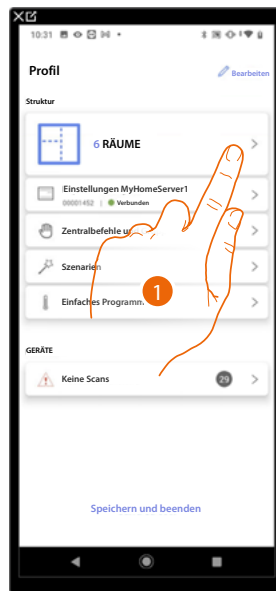 10:31
Profil
Bearbeiten
Struktur
6 RÄUME
Einstellungen MyHomeServer1
00001452 | Verbunden
Zentralbefehle u
Szenarien
1
Einfaches Programm
GERÄTE
Keine Scans 29
Speichern und beenden